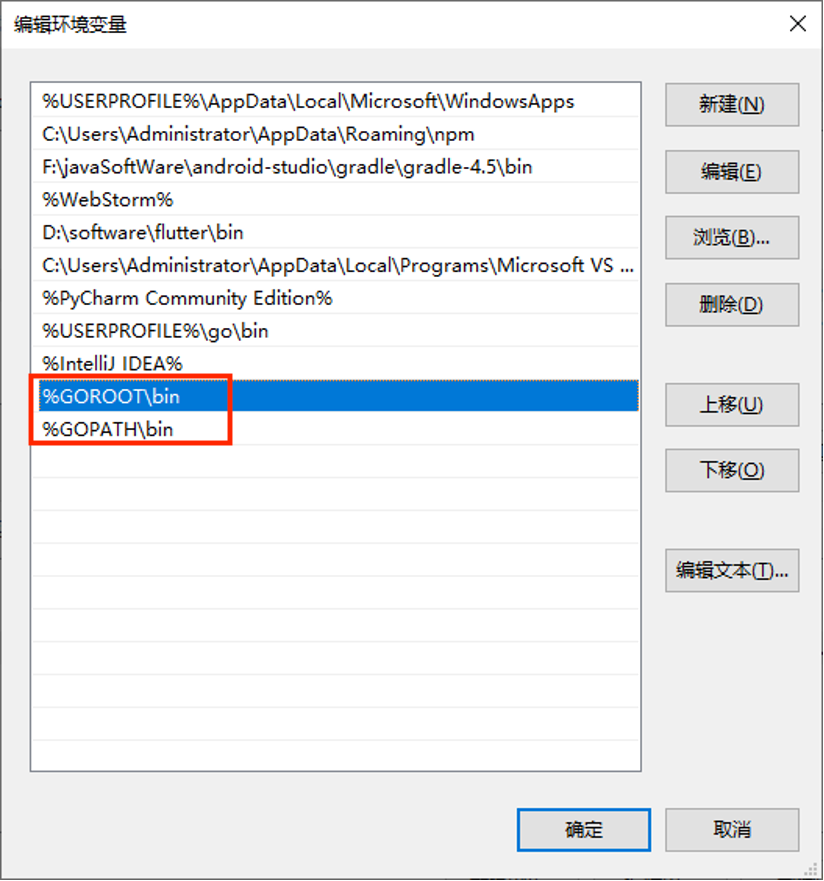 编辑环境变量
%USERPROFILE%\AppData\Local\Microsoft\WindowsApps
C:\Users\Administrator\AppData\Roaming\npm
F:\javaSoftWare\android-studio\gradle\gradle-4.5\bin
%WebStorm%
D:\software\flutter\bin
C:\Users\Administrator\AppData\Local\Programs\Microsoft VS ...
%PyCharm Community Edition%
%USERPROFILE%\go\bin
%IntelliJ IDEA%
%GOROOT\bin
%GOPATH\bin
新建(N)
编辑(E)
浏览(B)...
删除(D)
上移(U)
下移(O)
编辑文本(T)...
确定
取消